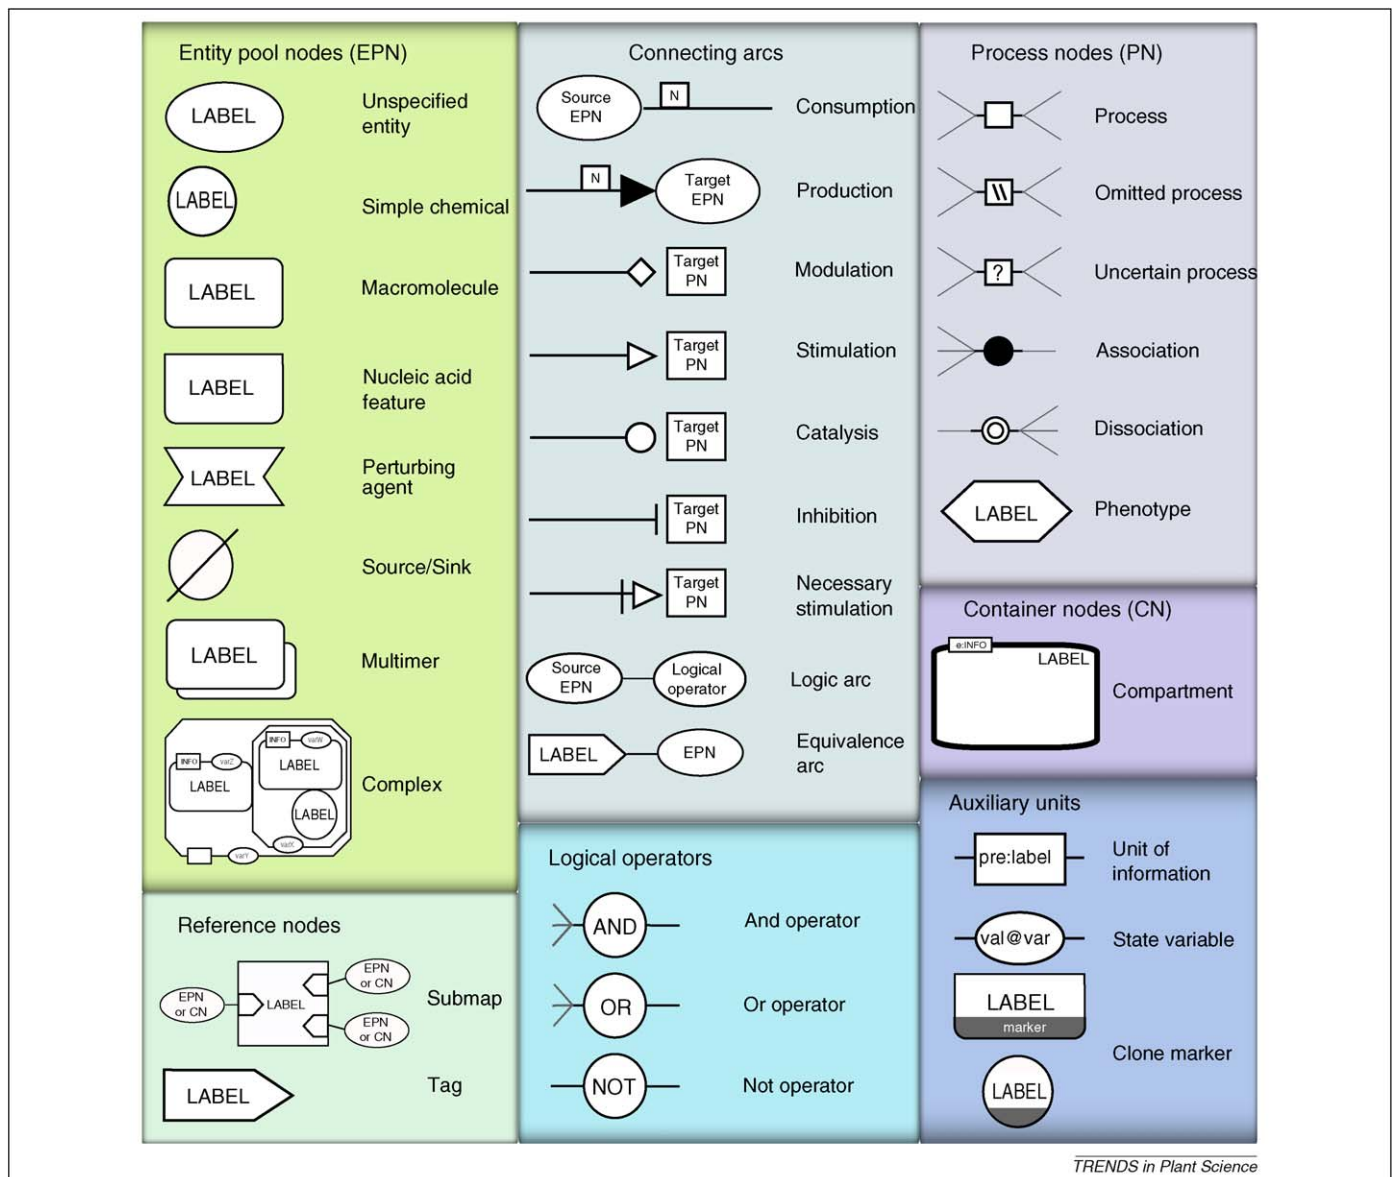 Entity pool nodes (EPN)
LABEL
Unspecified
entity
LABEL
Simple chemical
LABEL
Macromolecule
LABEL
Nucleic acid
feature
LABEL
Perturbing
agent
Source/Sink
LABEL
Multimer
INFO
varZ
LABEL
INFO
varW
LABEL
LABEL
varX
varY
Complex
Reference nodes
EPN
or CN
LABEL
EPN
or CN
EPN
or CN
Submap
LABEL
Tag
Connecting arcs
Source
EPN
N
Consumption
N
Target
EPN
Production
Target
PN
Modulation
Target
PN
Stimulation
Target
PN
Catalysis
Target
PN
Inhibition
Target
PN
Necessary
stimulation
Source
EPN
Logical
operator
Logic arc
LABEL
EPN
Equivalence
arc
Logical operators
AND
And operator
OR
Or operator
NOT
Not operator
Process nodes (PN)
Process
\\
Omitted process
?
Uncertain process
Association
Dissociation
LABEL
Phenotype
Container nodes (CN)
e:INFO
LABEL
Compartment
Auxiliary units
pre:label
Unit of
information
val@var
State variable
LABEL
marker
Clone marker
LABEL
TRENDS in Plant Science